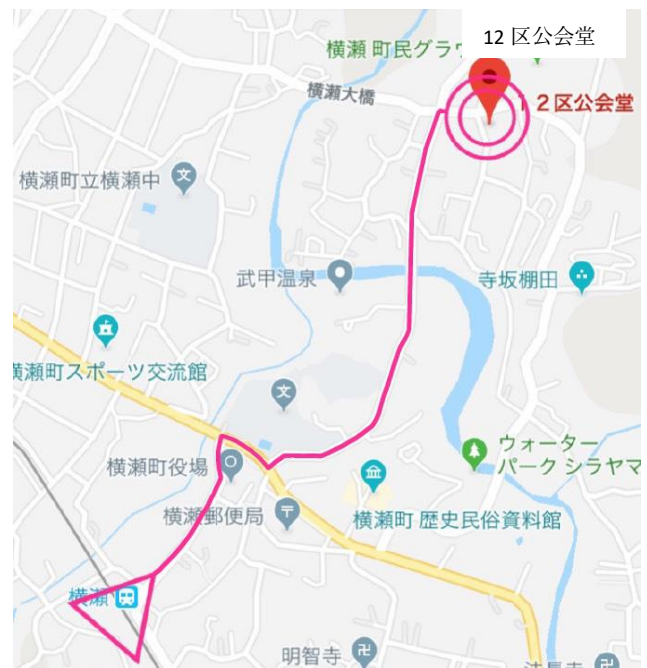 12 区公会堂
横瀬 町民グラウ
横瀬大橋
12区公会堂
横瀬町立横瀬中
文
武甲温泉
寺坂棚田
横瀬町スポーツ交流館
文
ウォーター
パーク シラヤマ
横瀬町役場
横瀬郵便局
横瀬町 歴史民俗資料館
横瀬
明智寺
卍
卍